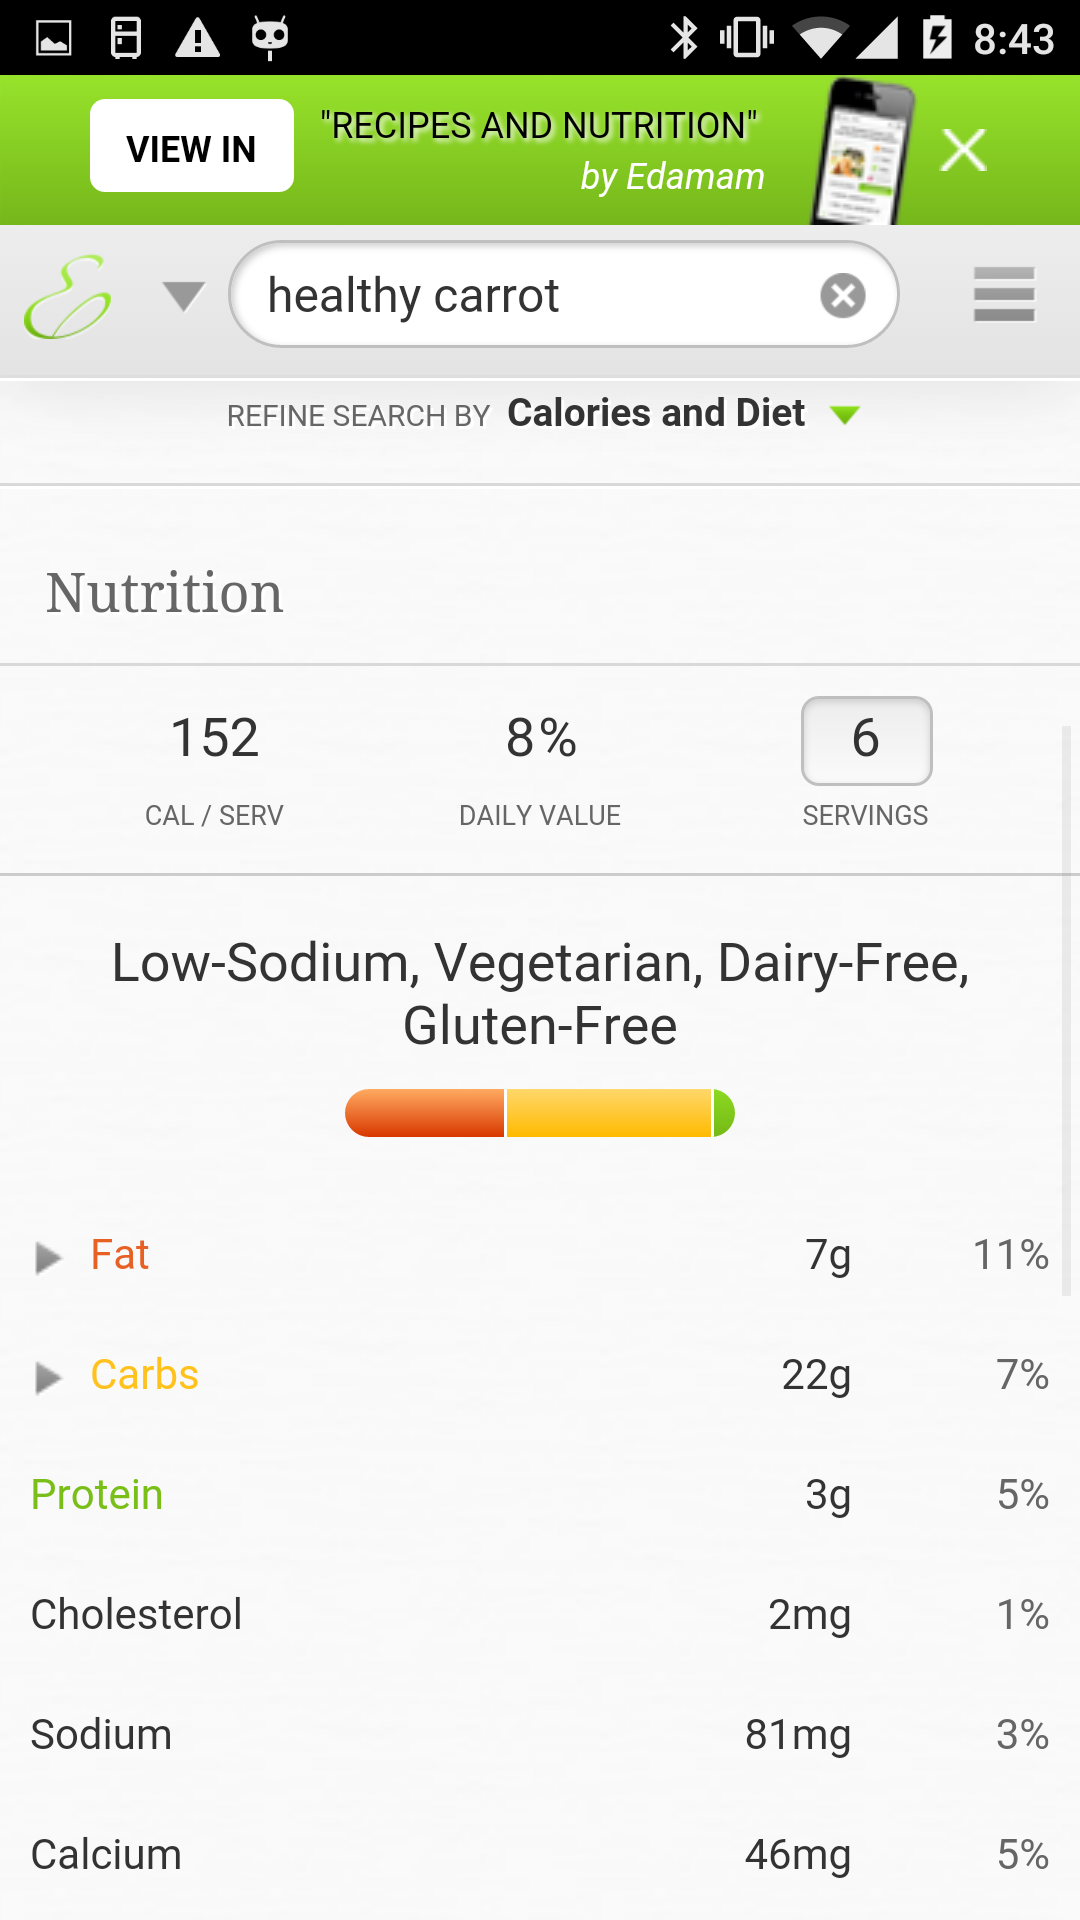 8:43
VIEW IN
"RECIPES AND NUTRITION"
by Edamam
healthy carrot
REFINE SEARCH BY Calories and Diet
Nutrition
152 8% 6
CAL / SERV DAILY VALUE SERVINGS
Low-Sodium, Vegetarian, Dairy-Free,
Gluten-Free
Fat 7g 11%
Carbs 22g 7%
Protein 3g 5%
Cholesterol 2mg 1%
Sodium 81mg 3%
Calcium 46mg 5%